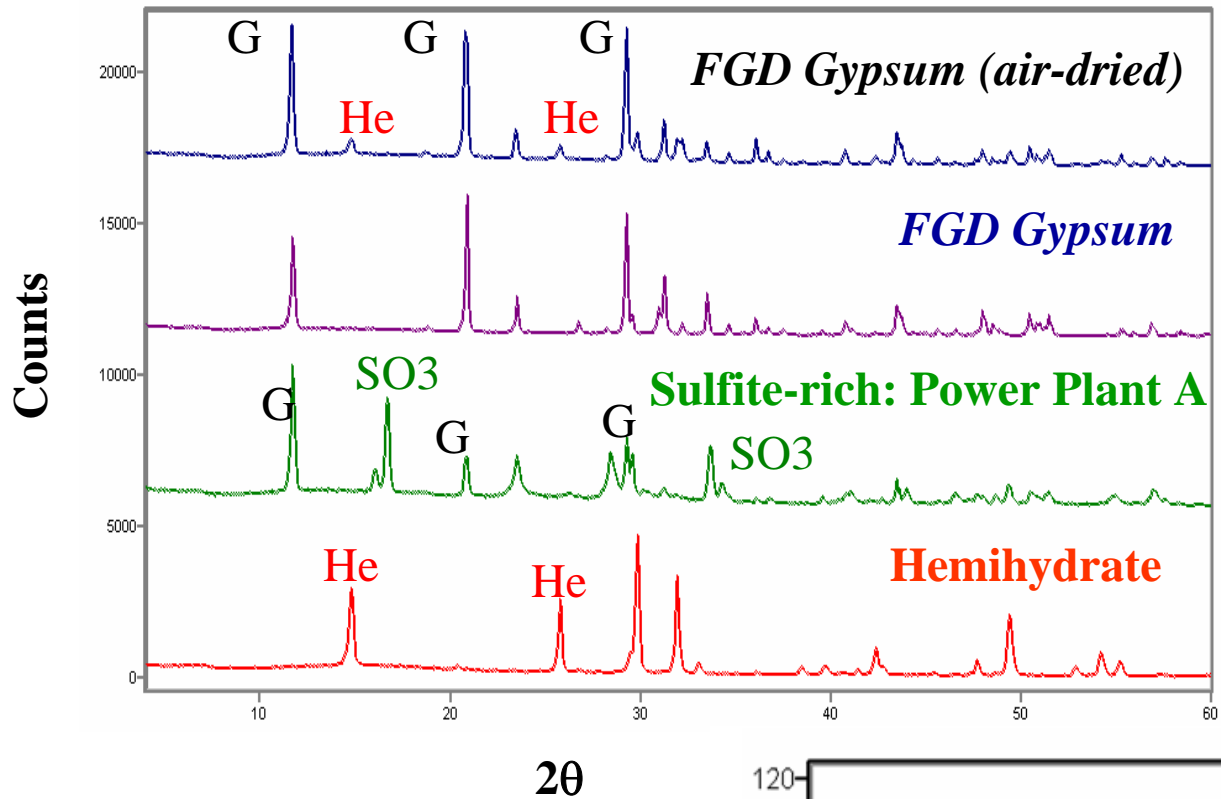 G G G FGD Gypsum (air-dried)
20000
He He
15000
FGD Gypsum
Counts
10000
SO3
Sulfite-rich: Power Plant A
G G G
SO3
5000
He He Hemihydrate
0
10 20 30 40 50 60
2θ
120